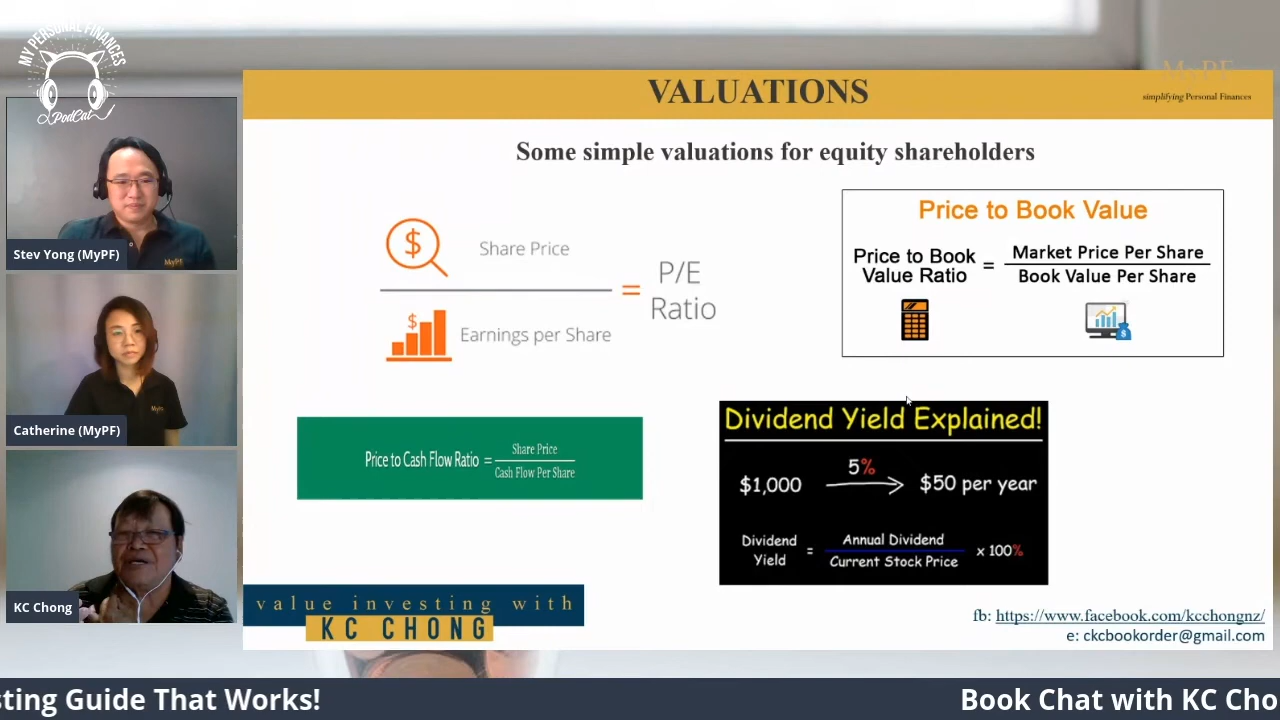 MY PERSONAL FINANCES
PodCat
VALUATIONS
MyPF
simplifying Personal Finances
Some simple valuations for equity shareholders
$
Share Price
$
Earnings per Share
=
P/E
Ratio
Price to Book Value
Price to Book
Value Ratio
=
Market Price Per Share
Book Value Per Share
Price to Cash Flow Ratio =
Share Price
Cash Flow Per Share
Dividend Yield Explained!
$1,000
5%
$50 per year
Dividend
Yield
=
Annual Dividend
Current Stock Price
x 100%
value investing with
KC CHONG
fb: https://www.facebook.com/kcchongnz/
e: ckcbookorder@gmail.com
Stev Yong (MyPF)
MyPF
Catherine (MyPF)
KC Chong
sting Guide That Works!
Book Chat with KC Cho